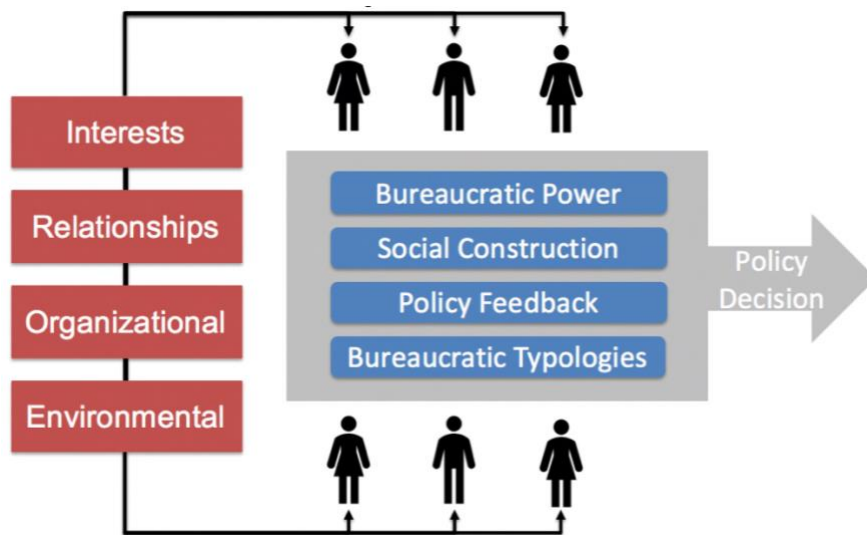 Interests
Relationships
Organizational
Environmental
Bureaucratic Power
Social Construction
Policy Feedback
Bureaucratic Typologies
Policy
Decision